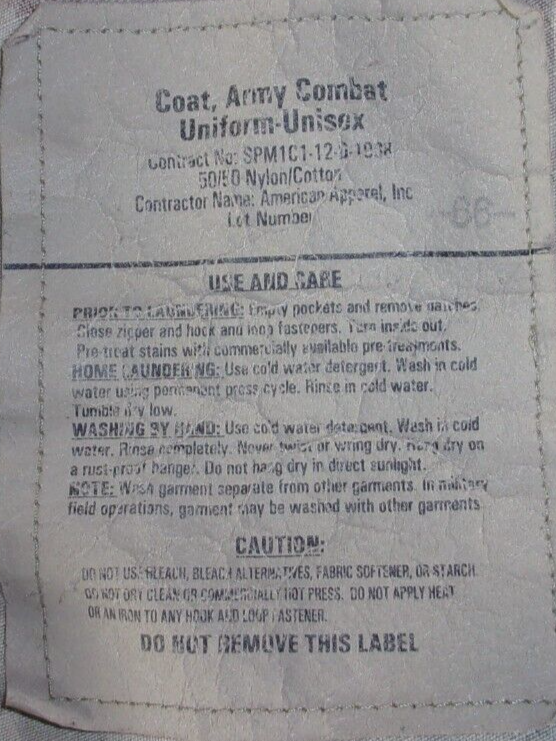 Coat, Army Combat
Uniform-Unisex
Contract No: SPM1C1-12-
50/50 Nylon/Cotton
Contractor Name: American Apparel, Inc
Lot Number
-66-
USE AND CARE
PRIOR TO LAUNDERING: Empty pockets and remove patches.
Close zipper and hook and loop fasteners. Turn inside out.
Pre-treat stains with commercially available pre-treatments.
HOME LAUNDERING: Use cold water detergent. Wash in cold
water using permanent press cycle. Rinse in cold water.
Tumble dry low.
WASHING BY HAND: Use cold water detergent. Wash in cold
water. Rinse completely. Never twist or wring dry. Hang dry on
a rust-proof hanger. Do not hang dry in direct sunlight.
NOTE: Wash garment separate from other garments. In military
field operations, garment may be washed with other garments
CAUTION:
DO NOT USE BLEACH, BLEACH ALTERNATIVES, FABRIC SOFTENER, OR STARCH.
DO NOT DRY CLEAN OR COMMERCIALLY HOT PRESS. DO NOT APPLY HEAT
OR AN IRON TO ANY HOOK AND LOOP FASTENER.
DO NOT REMOVE THIS LABEL